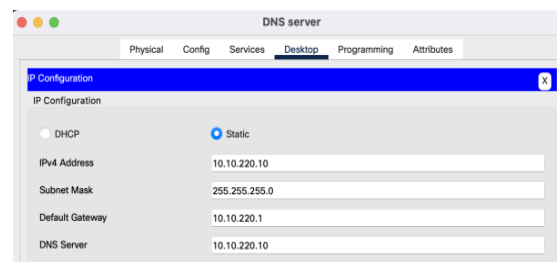 DNS server
Physical Config Services Desktop Programming Attributes
IP Configuration X
IP Configuration
DHCP Static
IPv4 Address 10.10.220.10
Subnet Mask 255.255.255.0
Default Gateway 10.10.220.1
DNS Server 10.10.220.10